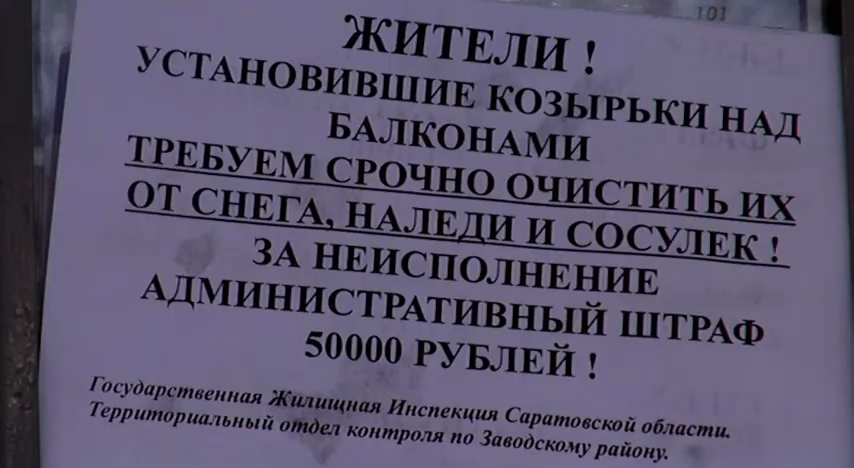 101
ЖИТЕЛИ !
УСТАНОВИВШИЕ КОЗЫРЬКИ НАД
БАЛКОНАМИ
ТРЕБУЕМ СРОЧНО ОЧИСТИТЬ ИХ
ОТ СНЕГА, НАЛЕДИ И СОСУЛЕК !
ЗА НЕИСПОЛНЕНИЕ
АДМИНИСТРАТИВНЫЙ ШТРАФ
50000 РУБЛЕЙ !
Государственная Жилищная Инспекция Саратовской области.
Территориальный отдел контроля по Заводскому району.